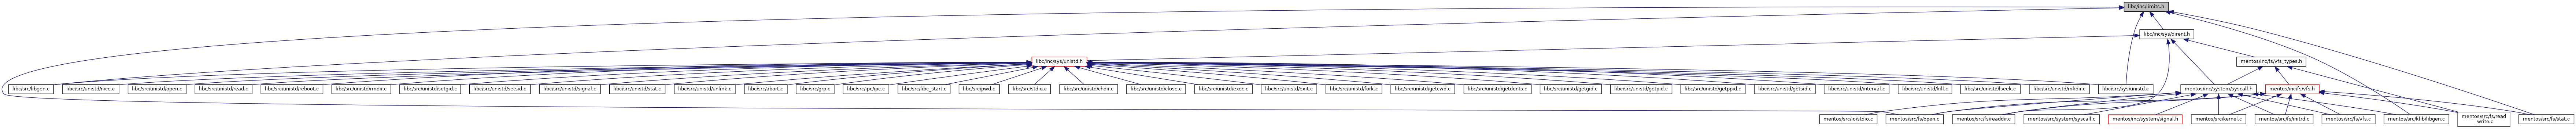 libc/inc/limits.h
libc/inc/sys/dirent.h
libc/inc/sys/unistd.h
mentos/inc/fs/vfs_types.h
libc/src/libgen.c
libc/src/unistd/nice.c
libc/src/unistd/open.c
libc/src/unistd/read.c
libc/src/unistd/reboot.c
libc/src/unistd/rmdir.c
libc/src/unistd/setgid.c
libc/src/unistd/setsid.c
libc/src/unistd/signal.c
libc/src/unistd/stat.c
libc/src/unistd/unlink.c
libc/src/abort.c
libc/src/grp.c
libc/src/ipc/ipc.c
libc/src/libc_start.c
libc/src/pwd.c
libc/src/stdio.c
libc/src/unistd/chdir.c
libc/src/unistd/close.c
libc/src/unistd/exec.c
libc/src/unistd/exit.c
libc/src/unistd/fork.c
libc/src/unistd/getcwd.c
libc/src/unistd/getdents.c
libc/src/unistd/getgid.c
libc/src/unistd/getpid.c
libc/src/unistd/getppid.c
libc/src/unistd/getsid.c
libc/src/unistd/interval.c
libc/src/unistd/kill.c
libc/src/unistd/lseek.c
libc/src/unistd/mkdir.c
libc/src/sys/unistd.c
mentos/inc/system/syscall.h
mentos/inc/fs/vfs.h
mentos/src/io/stdio.c
mentos/src/fs/open.c
mentos/src/fs/readdir.c
mentos/src/system/syscall.c
mentos/inc/system/signal.h
mentos/src/kernel.c
mentos/src/fs/initrd.c
mentos/src/fs/vfs.c
mentos/src/klib/libgen.c
mentos/src/fs/read
_write.c
mentos/src/fs/stat.c